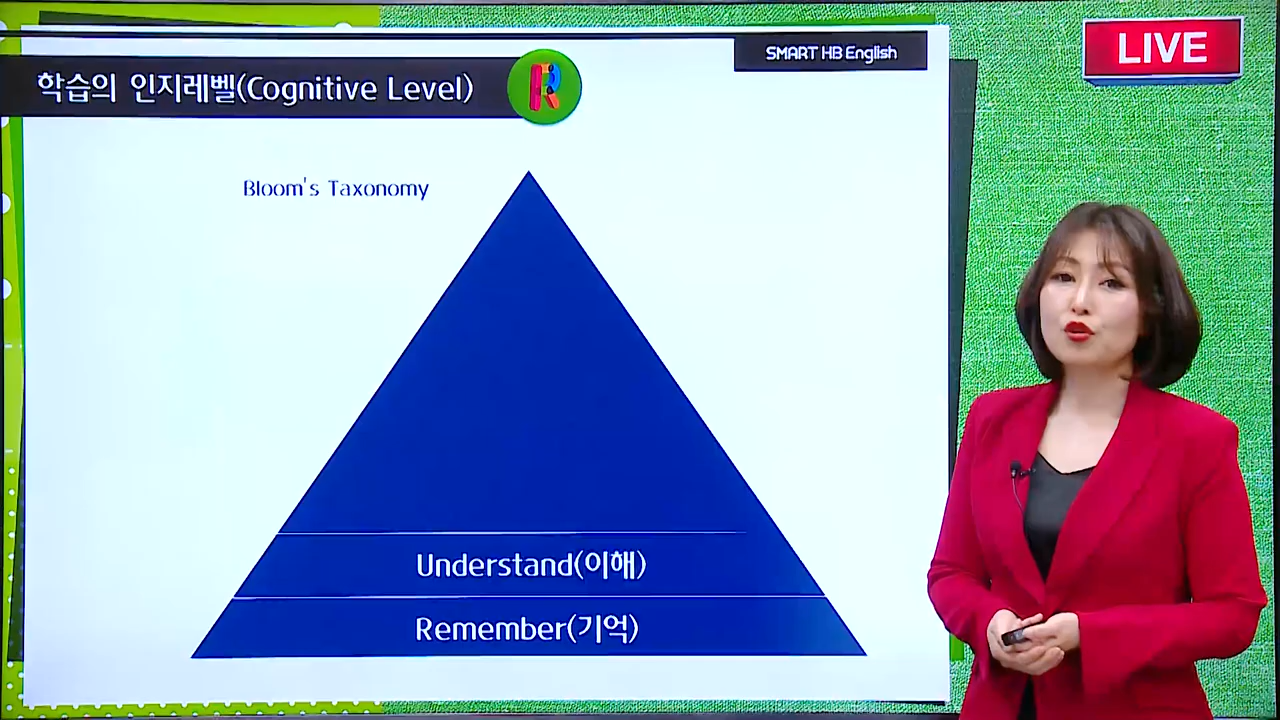 SMART HB English
LIVE
학습의 인지레벨(Cognitive Level)
R
Bloom's Taxonomy
Understand(이해)
Remember(기억)